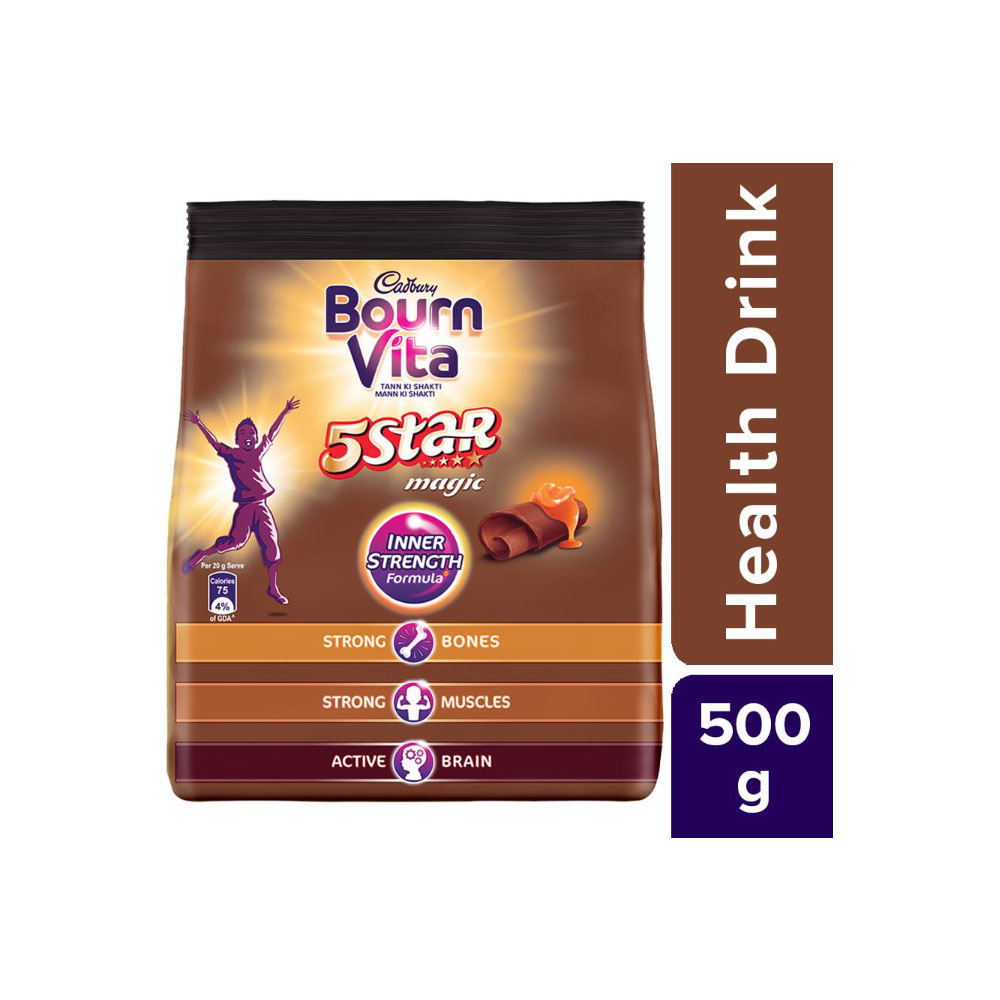 Cadbury
Bourn
Vita
TANN KI SHAKTI
MANN KI SHAKTI
5Star
magic
INNER
STRENGTH
Formula
Per 20 g Serve
Calories
75
4%
of GDA^
STRONG BONES
STRONG MUSCLES
ACTIVE BRAIN
Health Drink
500
g